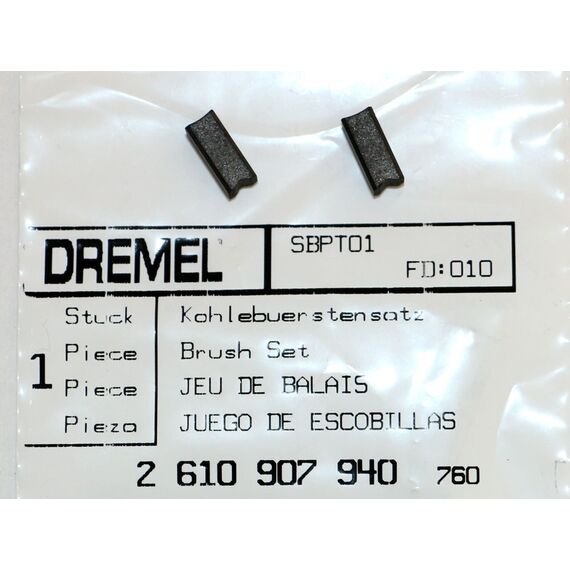 DREMEL
SBPT01
FD:010
1
Stuck Kohlebuerstensatz
Piece Brush Set
Piece JEU DE BALAIS
Pieza JUEGO DE ESCOBILLAS
2 610 907 940 760